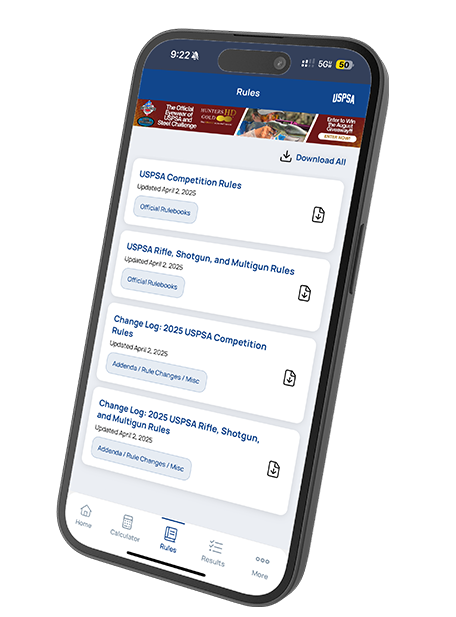 9:22
5G
50
Rules
USPSA
The Official
Eyewear of
USPSA and
Steel Challenge
HUNTERS HD
GOLD
Enter to Win
The August
Giveaway!!!
ENTER NOW!
Download All
USPSA Competition Rules
Updated April 2, 2025
Official Rulebooks
USPSA Rifle, Shotgun, and Multigun Rules
Updated April 2, 2025
Official Rulebooks
Change Log: 2025 USPSA Competition
Rules
Updated April 2, 2025
Addenda / Rule Changes / Misc
Change Log: 2025 USPSA Rifle, Shotgun,
and Multigun Rules
Updated April 2, 2025
Addenda / Rule Changes / Misc
Home
Calculator
Rules
Results
More